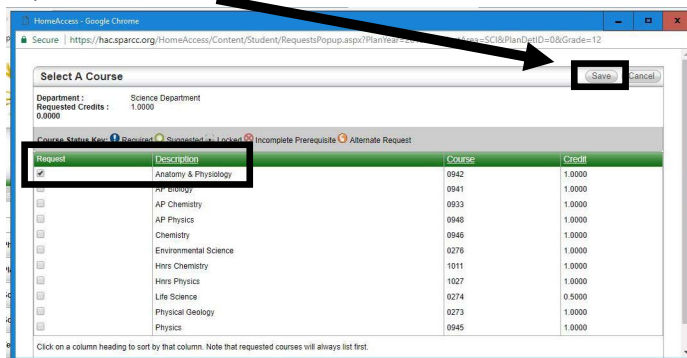 HomeAccess - Google Chrome
Secure | https://hac.sparcc.org/HomeAccess/Content/Student/RequestsPopup.aspx?PlanYear=20 Area=SCI&PlanDetID=0&Grade=12
Select A Course Save Cancel
Department : Science Department
Requested Credits : 1.0000
0.0000
Course Status Key: Required Suggested Locked Incomplete Prerequisite Alternate Request
Request Description Course Credit
Anatomy & Physiology 0942 1.0000
AP Biology 0941 1.0000
AP Chemistry 0933 1.0000
AP Physics 0948 1.0000
Chemistry 0946 1.0000
Environmental Science 0276 1.0000
Hnrs Chemistry 1011 1.0000
Hnrs Physics 1027 1.0000
Life Science 0274 0.5000
Physical Geology 0273 1.0000
Physics 0945 1.0000
Click on a column heading to sort by that column. Note that requested courses will always list first.